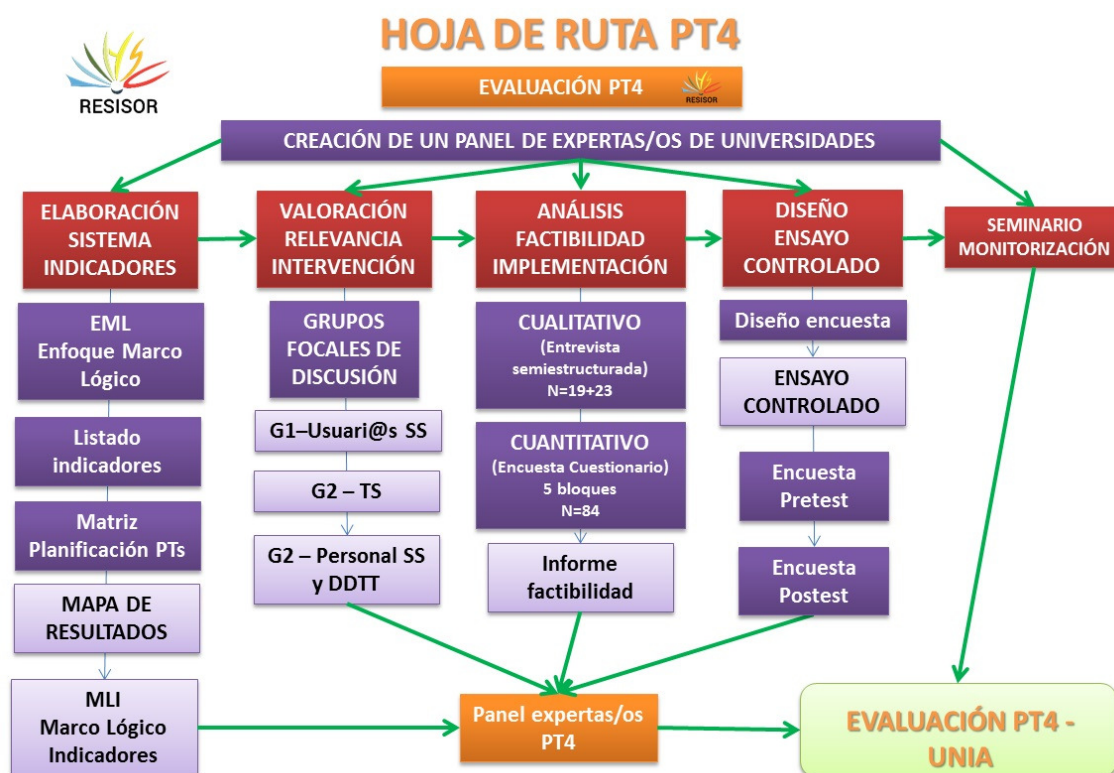 HOJA DE RUTA PT4
RESISOR
EVALUACIÓN PT4
CREACIÓN DE UN PANEL DE EXPERTAS/OS DE UNIVERSIDADES
ELABORACIÓN
SISTEMA
INDICADORES
VALORACIÓN
RELEVANCIA
INTERVENCIÓN
ANÁLISIS
FACTIBILIDAD
IMPLEMENTACIÓN
DISEÑO
ENSAYO
CONTROLADO
SEMINARIO
MONITORIZACIÓN
EML
Enfoque Marco
Lógico
Listado
indicadores
Matriz
Planificación PTs
MAPA DE
RESULTADOS
MLI
Marco Lógico
Indicadores
GRUPOS
FOCALES DE
DISCUSIÓN
G1–Usuari@s SS
G2 – TS
G2 – Personal SS
y DDTT
CUALITATIVO
(Entrevista
semiestructurada)
N=19+23
CUANTITATIVO
(Encuesta Cuestionario)
5 bloques
N=84
Informe
factibilidad
Diseño encuesta
ENSAYO
CONTROLADO
Encuesta
Pretest
Encuesta
Postest
Panel expertas/os
PT4
EVALUACIÓN PT4 -
UNIA